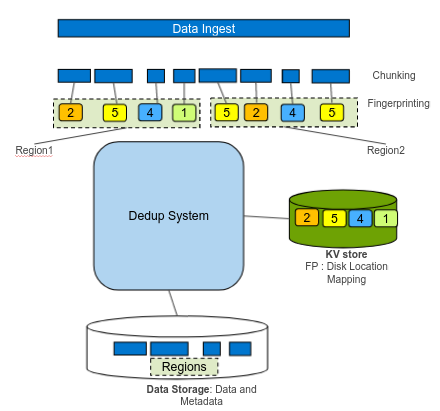 Data Ingest
Chunking
Fingerprinting
2 5 4 1 5 2 4 5
Region1 Region2
Dedup System
2 5 4 1
KV store
FP : Disk Location
Mapping
Regions
Data Storage: Data and
Metadata